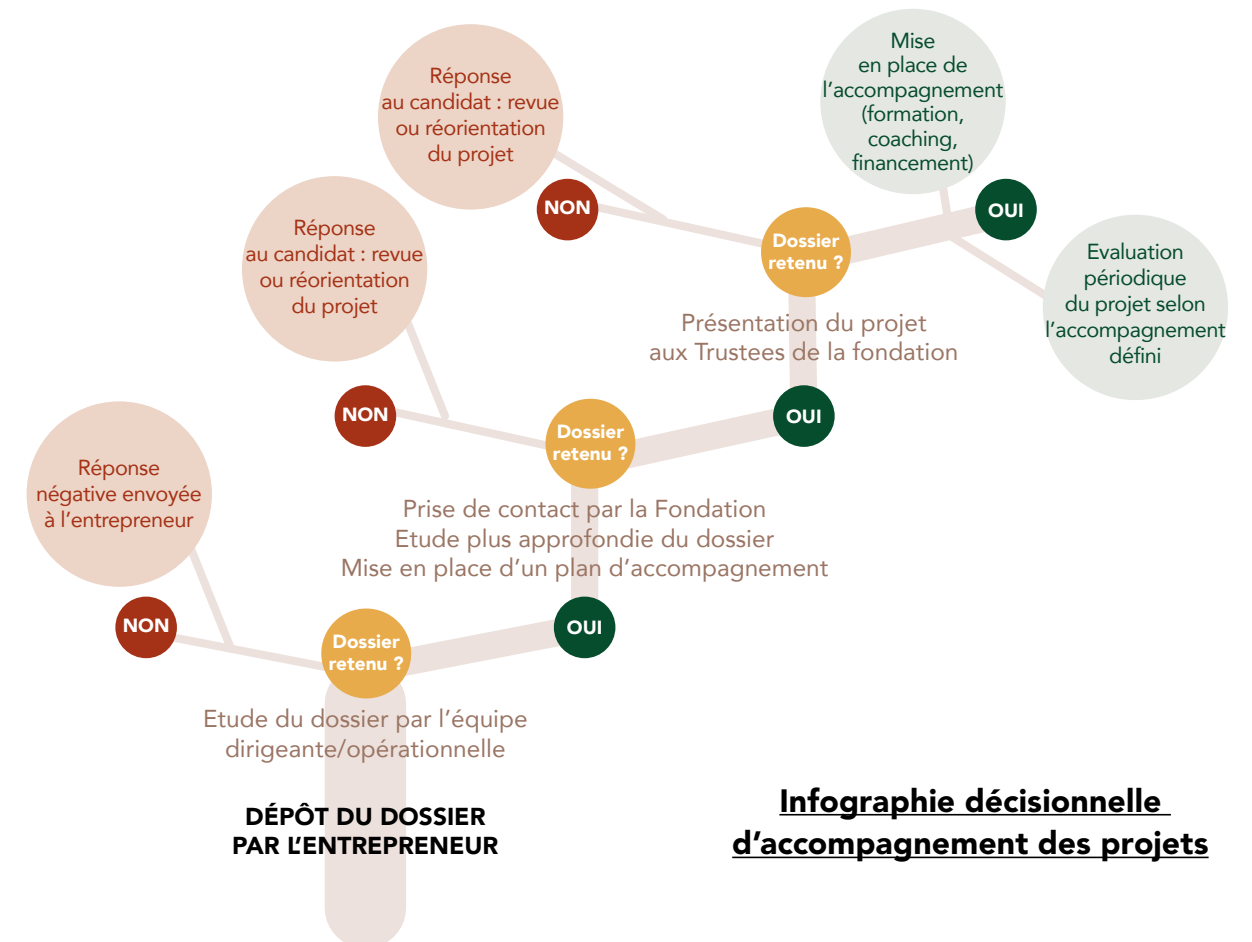 Mise
en place de
l'accompagnement
(formation,
coaching,
financement)
Réponse
au candidat : revue
ou réorientation
du projet
NON
OUI
Dossier
retenu ?
Réponse
au candidat : revue
ou réorientation
du projet
Evaluation
périodique
du projet selon
l'accompagnement
défini
Présentation du projet
aux Trustees de la fondation
NON
OUI
Dossier
retenu ?
Réponse
négative envoyée
à l'entrepreneur
Prise de contact par la Fondation
Etude plus approfondie du dossier
Mise en place d'un plan d'accompagnement
NON
OUI
Dossier
retenu ?
Etude du dossier par l'équipe
dirigeante/opérationnelle
DÉPÔT DU DOSSIER
PAR L'ENTREPRENEUR
Infographie décisionnelle
d'accompagnement des projets